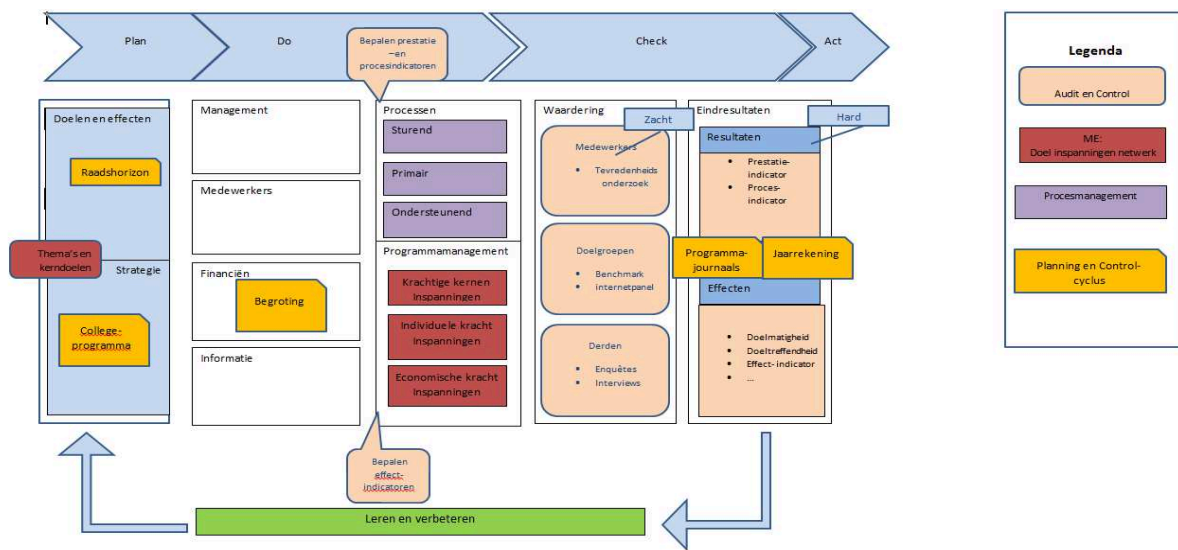 Plan
Do
Check
Act
Bepalen prestatie
–en
procesindicatoren
Doelen en effecten
Raadshorizon
Thema's en
kerndoelen
Strategie
College-
programma
Management
Medewerkers
Financiën
Begroting
Informatie
Processen
Sturend
Primair
Ondersteunend
Programmamanagement
Krachtige kernen
Inspanningen
Individuele kracht
Inspanningen
Economische kracht
Inspanningen
Bepalen
effect-
indicatoren
Waardering
Zacht
Medewerkers
• Tevredenheids
onderzoek
Doelgroepen
• Benchmark
• Internetpanel
Derden
• Enquêtes
• Interviews
Eindresultaten
Hard
Resultaten
• Prestatie-
indicator
• Proces-
indicator
Programma-
journaals
Jaarrekening
Effecten
• Doelmatigheid
• Doeltreffendheid
• Effect- indicator
• ...
Leren en verbeteren
Legenda
Audit en Control
ME:
Doel inspanningen netwerk
Procesmanagement
Planning en Control-
cyclus